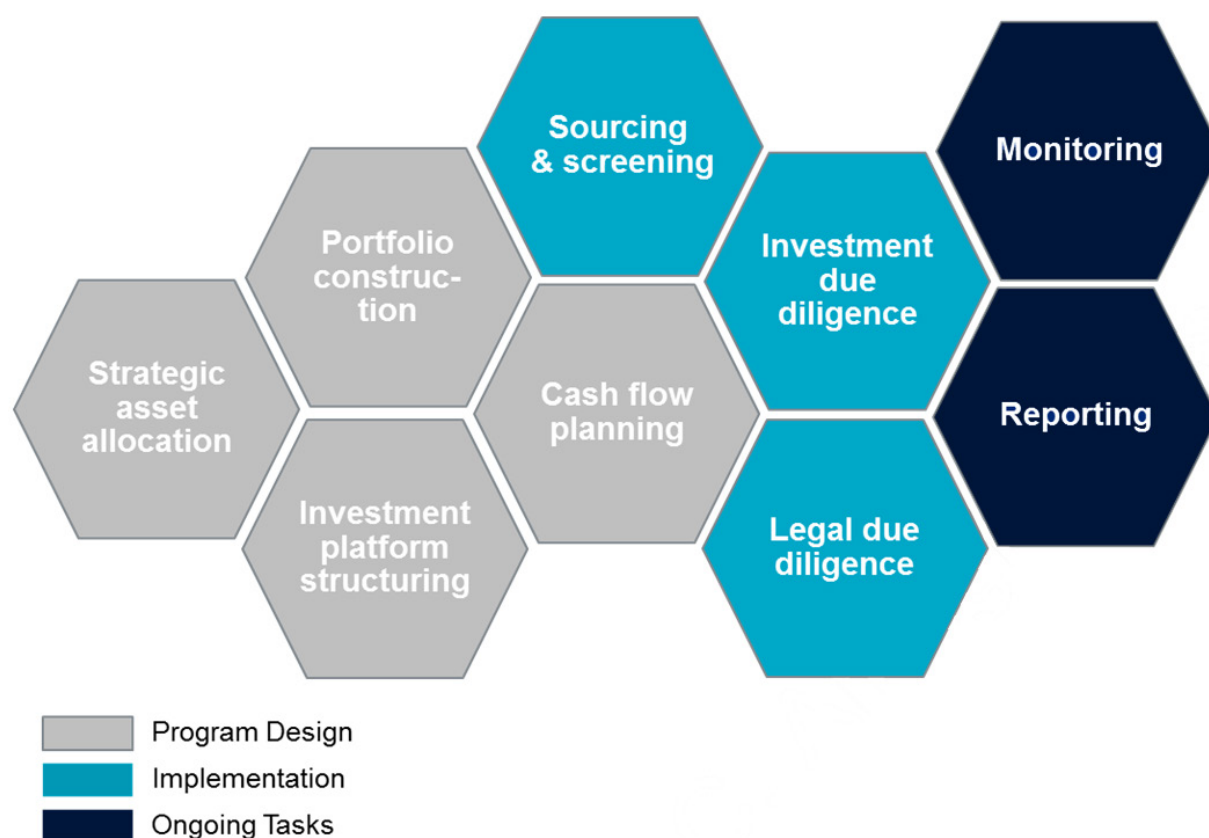 Sourcing
& screening
Monitoring
Portfolio
construc-
tion
Investment
due
diligence
Strategic
asset
allocation
Cash flow
planning
Reporting
Investment
platform
structuring
Legal due
diligence
Program Design
Implementation
Ongoing Tasks